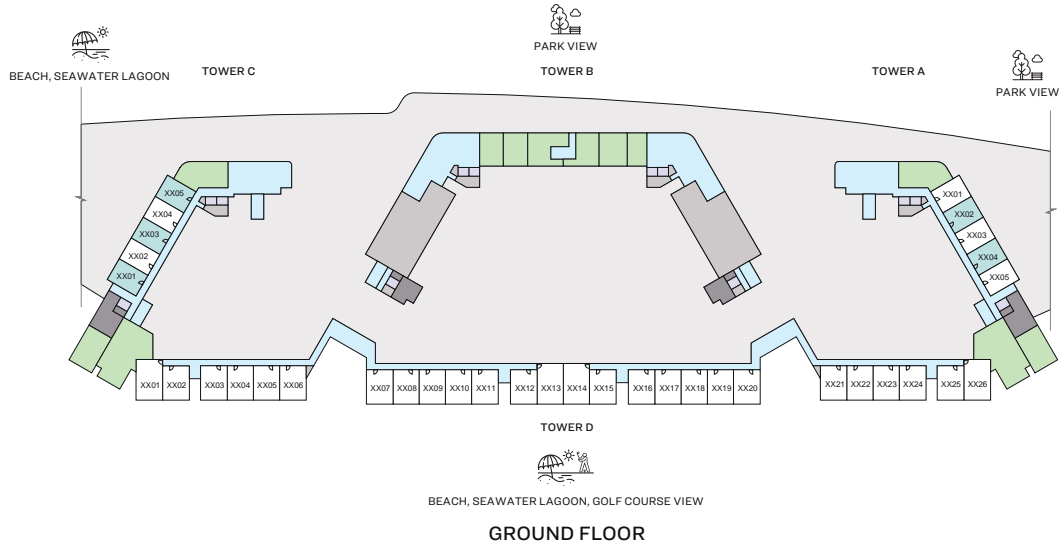 PARK VIEW
BEACH, SEAWATER LAGOON
TOWER C
TOWER B
TOWER A
PARK VIEW
XX05
XX04
XX03
XX02
XX01
XX01
XX02
XX03
XX04
XX05
XX01 XX02 XX03 XX04 XX05 XX06
XX07 XX08 XX09 XX10 XX11 XX12 XX13 XX14 XX15 XX16 XX17 XX18 XX19 XX20
XX21 XX22 XX23 XX24 XX25 XX26
TOWER D
BEACH, SEAWATER LAGOON, GOLF COURSE VIEW
GROUND FLOOR